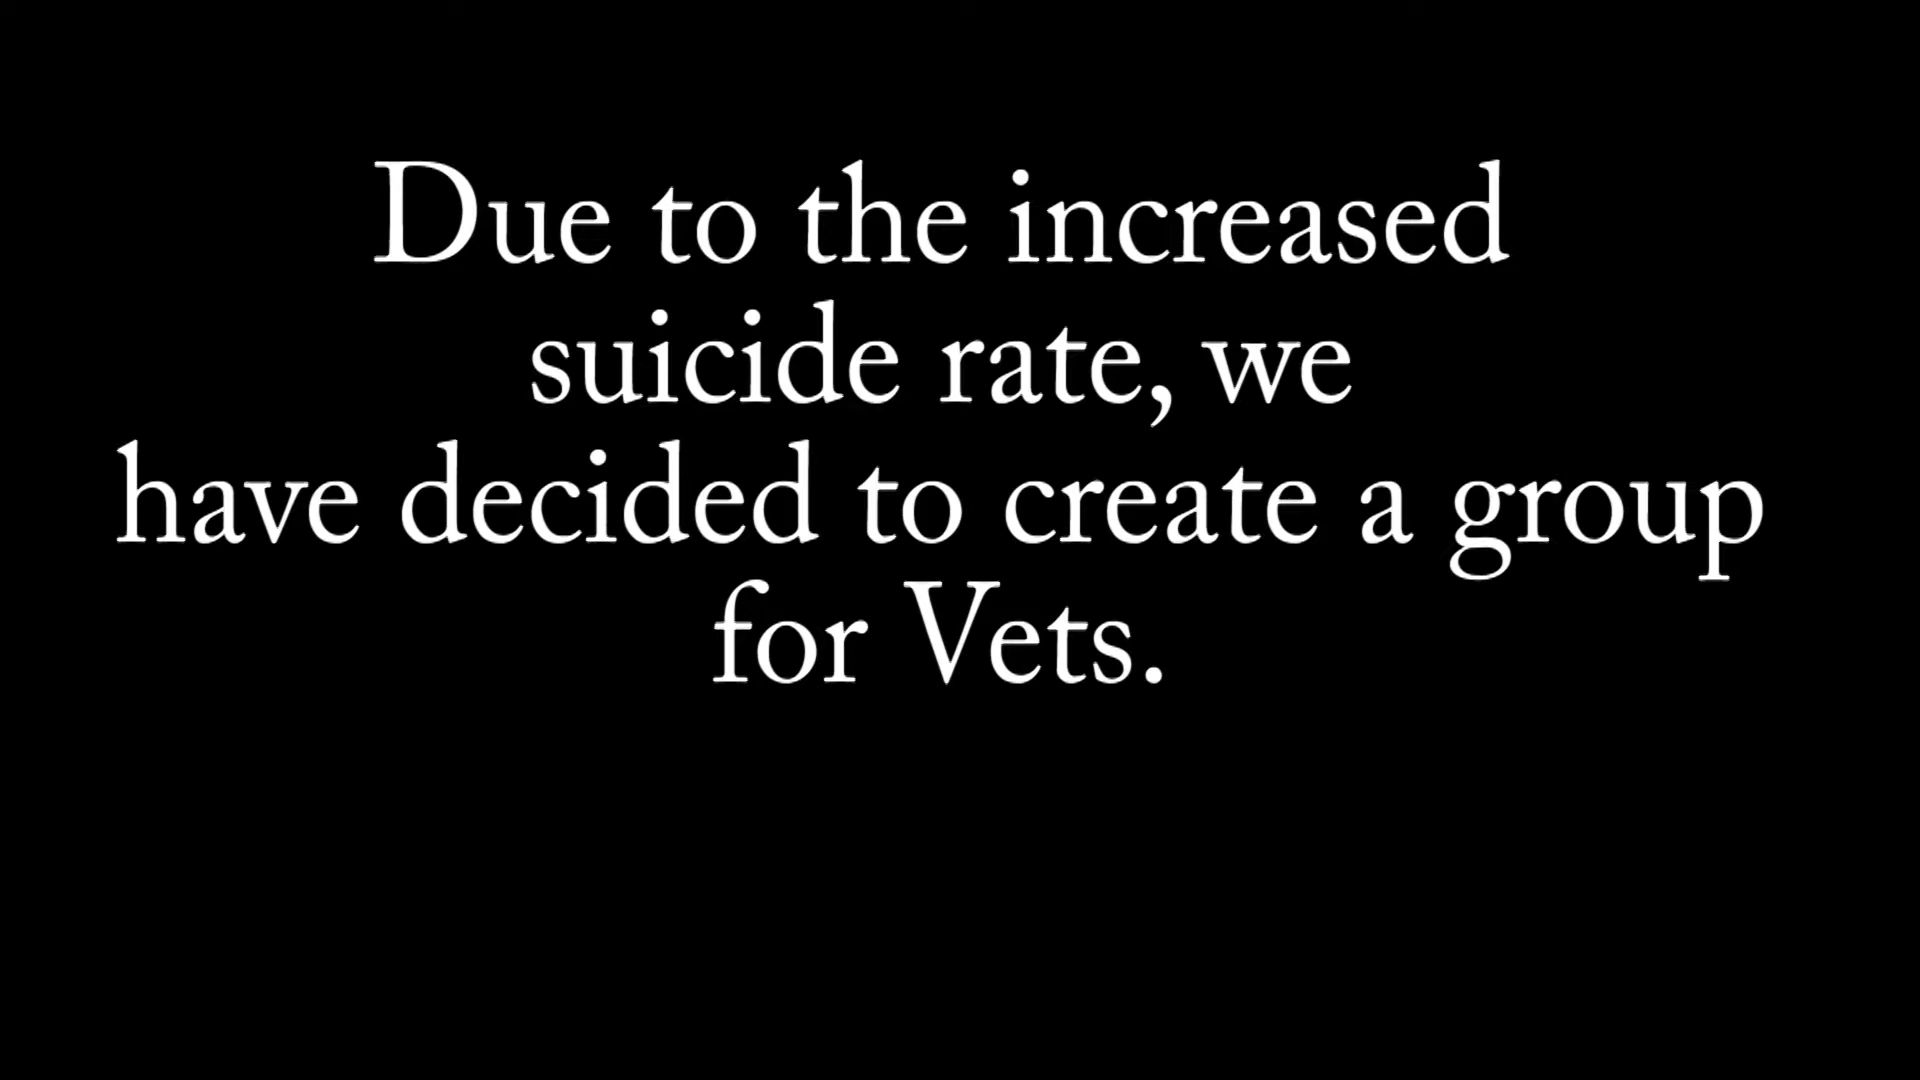 Due to the increased
suicide rate, we
have decided to create a group
for Vets.